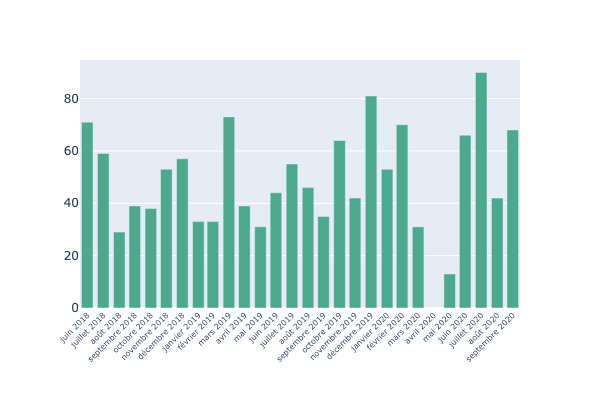 80
60
40
20
0
juin 2018
juillet 2018
août 2018
septembre 2018
octobre 2018
novembre 2018
décembre 2018
janvier 2019
février 2019
mars 2019
avril 2019
mai 2019
juin 2019
juillet 2019
août 2019
septembre 2019
octobre 2019
novembre 2019
décembre 2019
janvier 2020
février 2020
mars 2020
avril 2020
mai 2020
juin 2020
juillet 2020
août 2020
septembre 2020